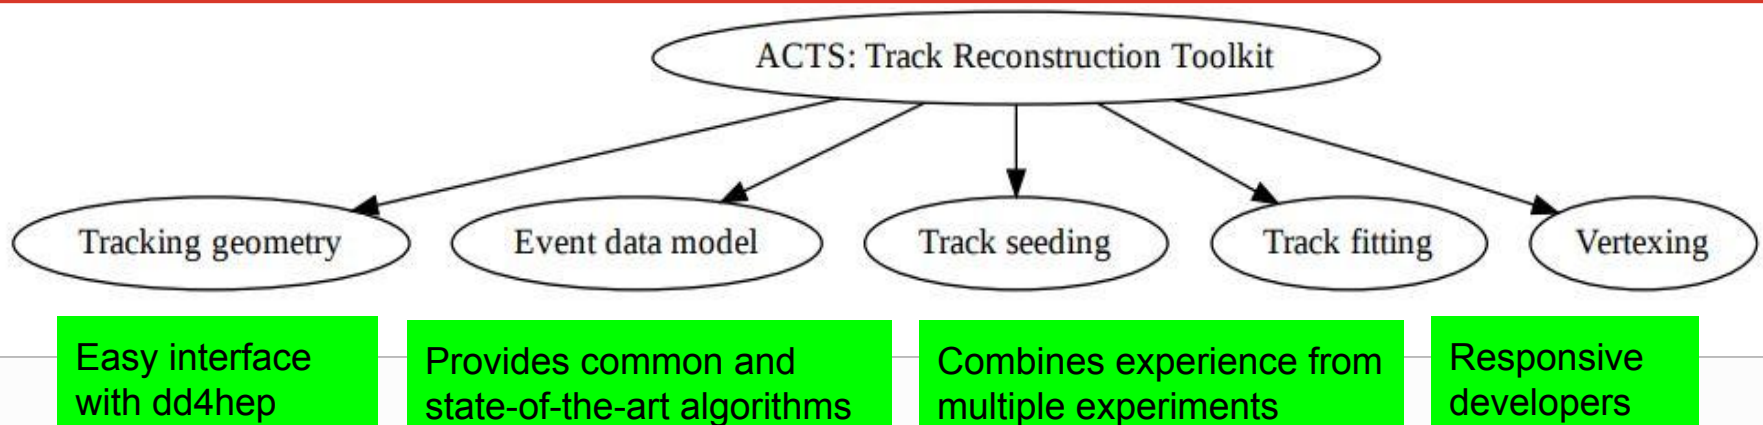 ACTS: Track Reconstruction Toolkit
Tracking geometry
Event data model
Track seeding
Track fitting
Vertexing
Easy interface
with dd4hep
Provides common and
state-of-the-art algorithms
Combines experience from
multiple experiments
Responsive
developers